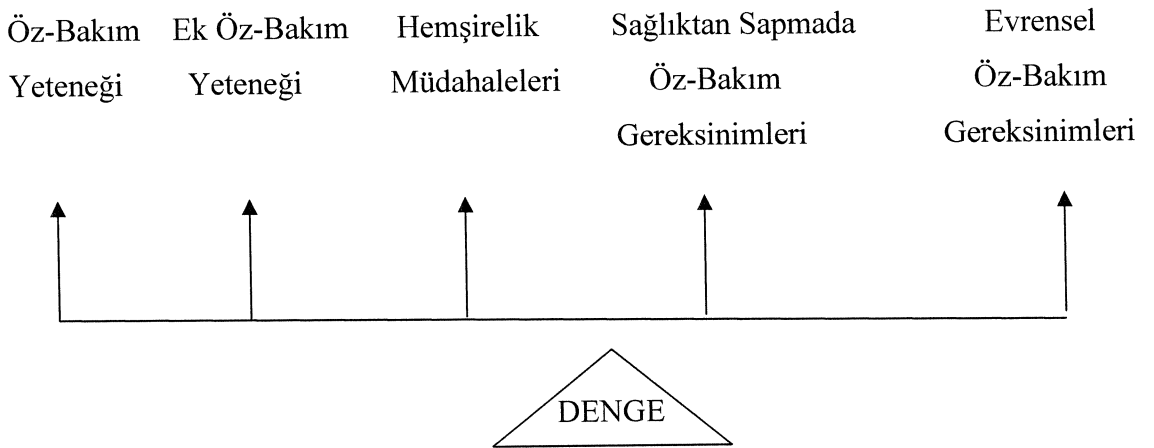 Öz-Bakım
Yeteneği
Ek Öz-Bakım
Yeteneği
Hemşirelik
Müdahaleleri
Sağlıktan Sapmada
Öz-Bakım
Gereksinimleri
Evrensel
Öz-Bakım
Gereksinimleri
DENGE